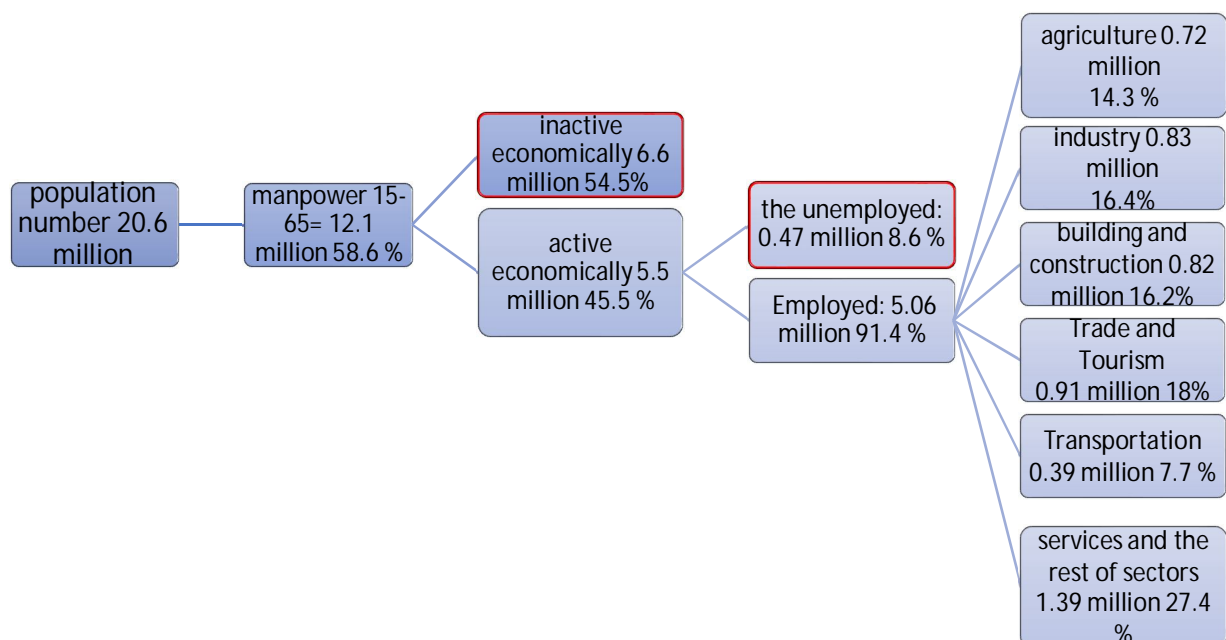 population
number 20.6
million
manpower 15-
65= 12.1
million 58.6 %
inactive
economically 6.6
million 54.5%
active
economically 5.5
million 45.5 %
the unemployed:
0.47 million 8.6 %
Employed: 5.06
million 91.4 %
agriculture 0.72
million
14.3 %
industry 0.83
million
16.4%
building and
construction 0.82
million 16.2%
Trade and
Tourism
0.91 million 18%
Transportation
0.39 million 7.7 %
services and the
rest of sectors
1.39 million 27.4
%